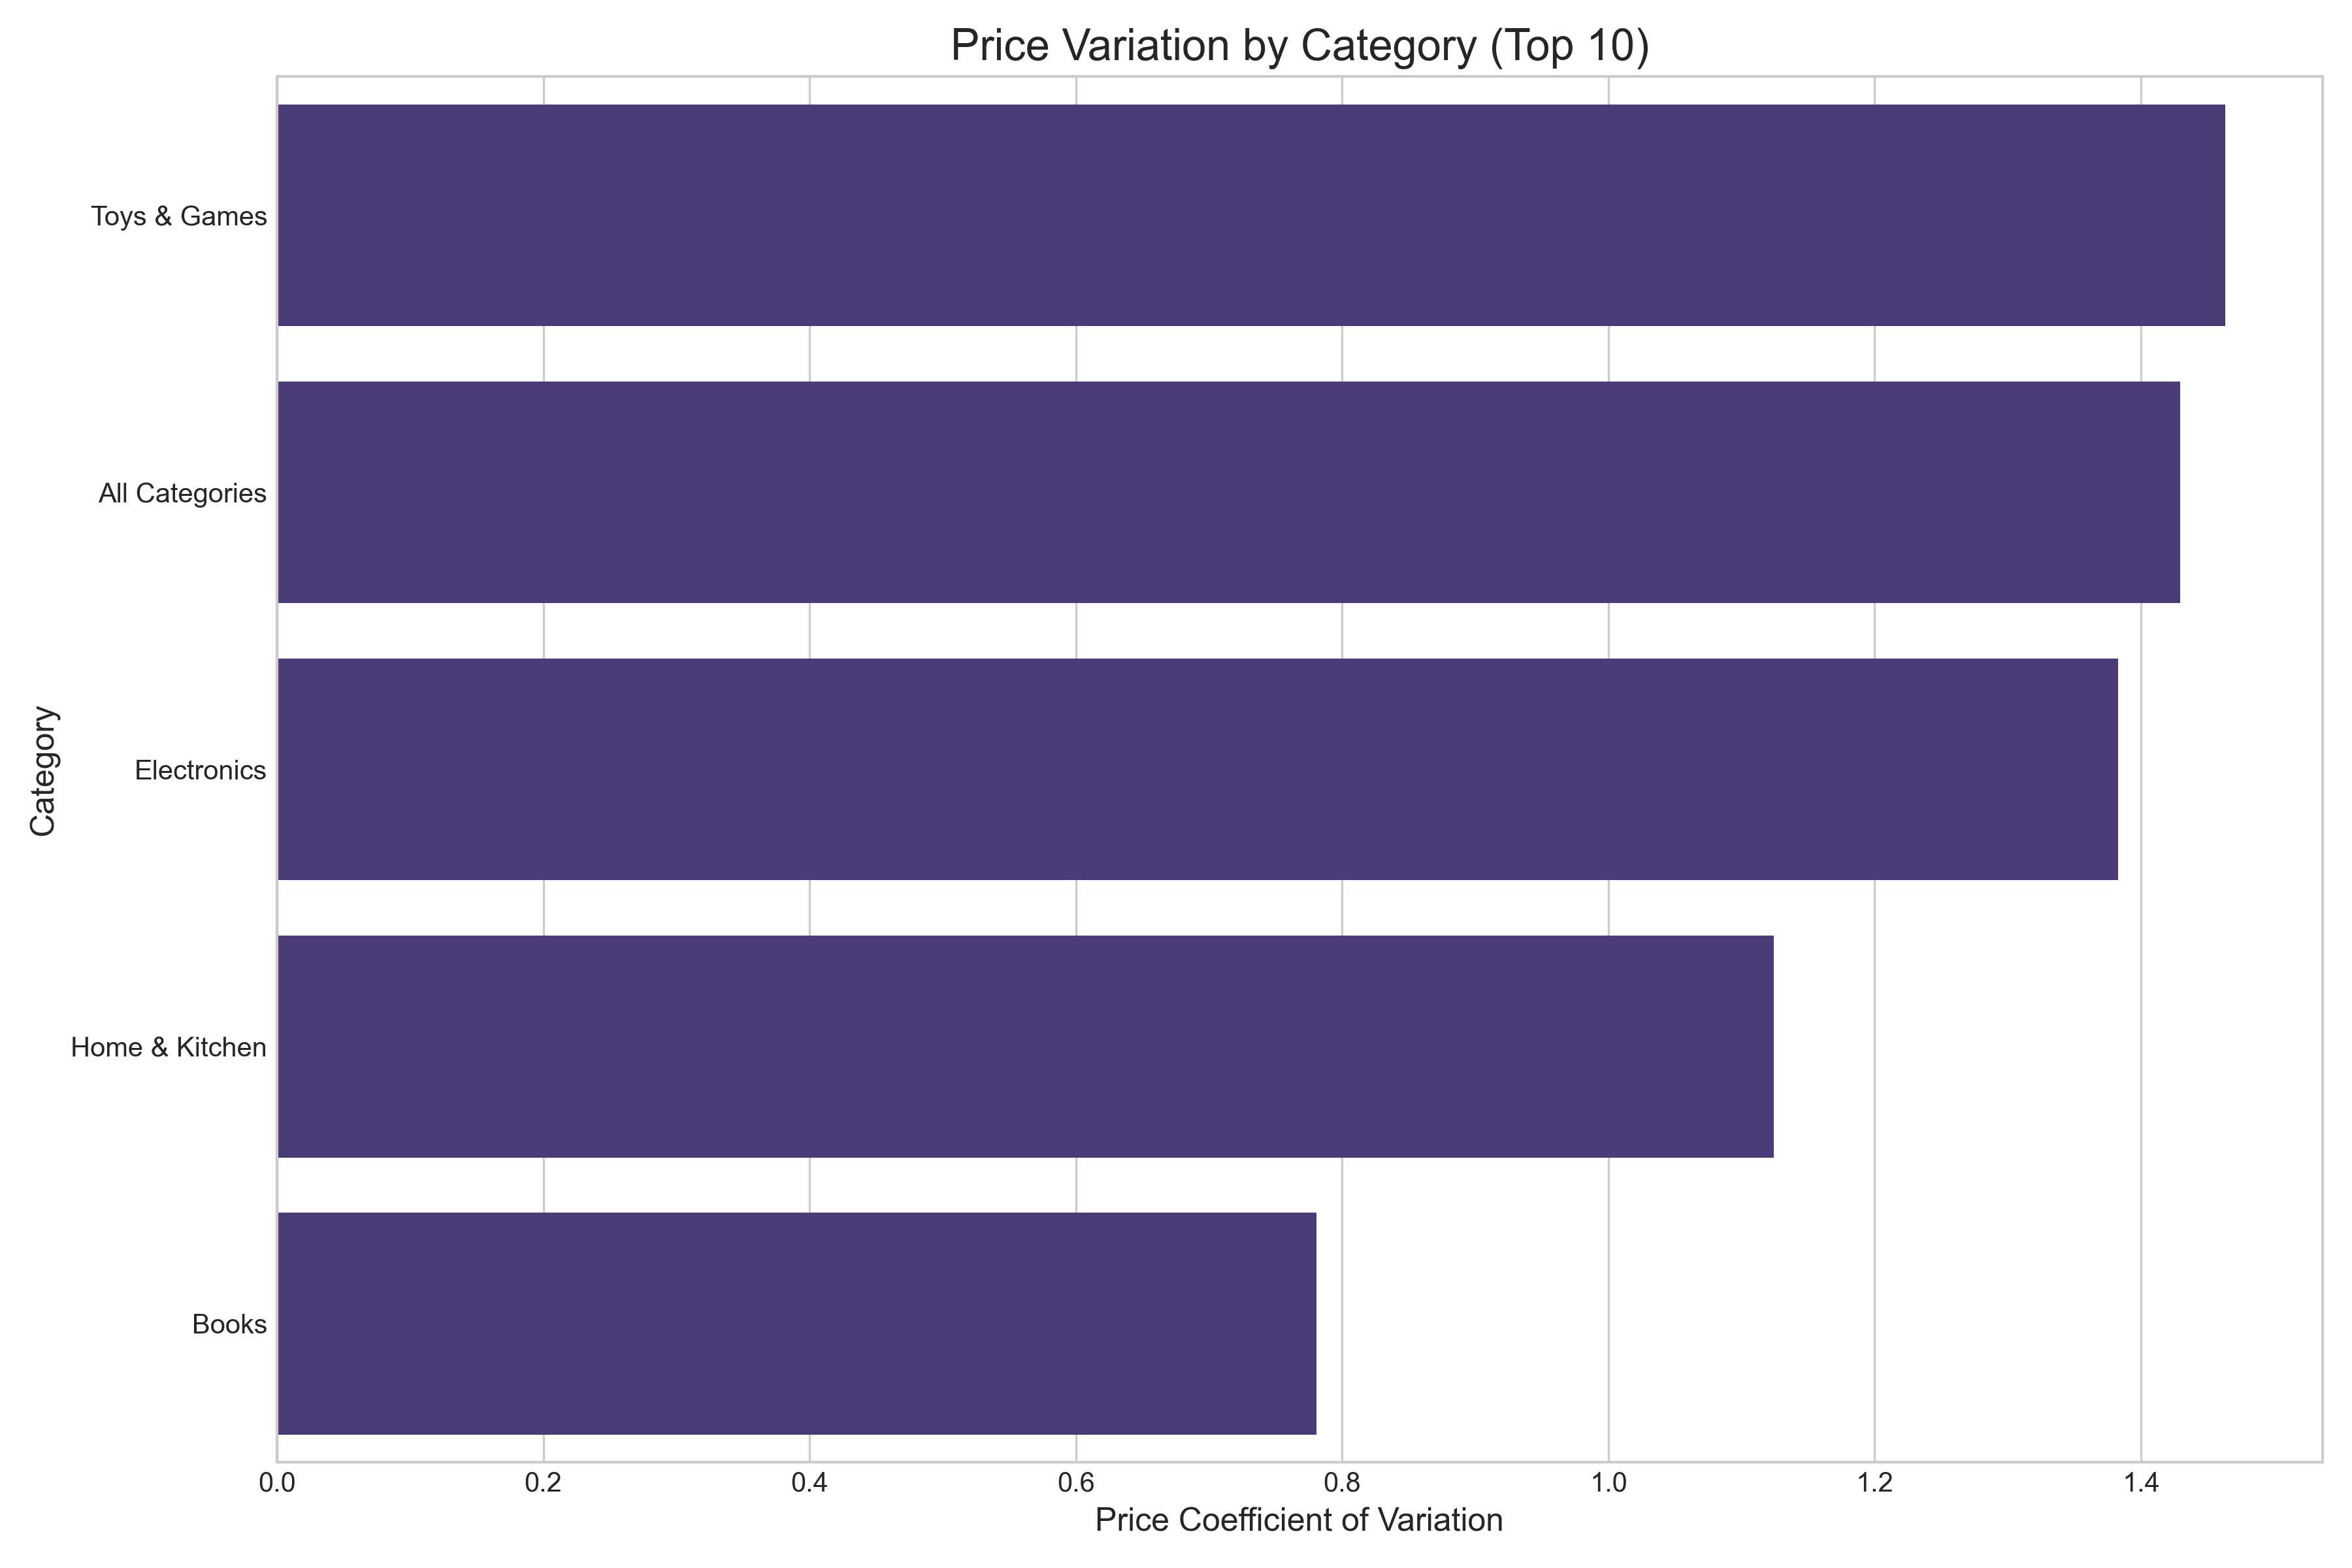 Price Variation by Category (Top 10)
Toys & Games
All Categories
Electronics
Home & Kitchen
Books
Category
0.0 0.2 0.4 0.6 0.8 1.0 1.2 1.4
Price Coefficient of Variation